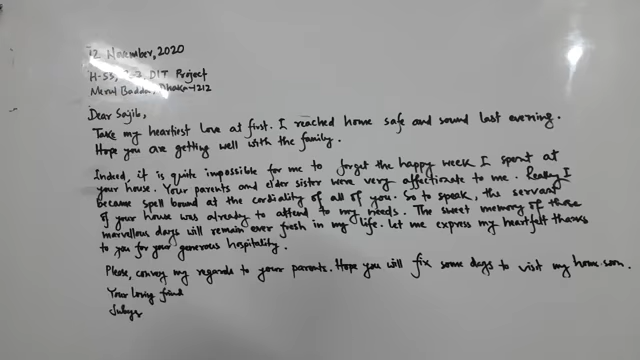 12 November, 2020
H-53, DIT Project
Merul Badda, Dhaka-1212
Dear Sajib,
Take my heartiest love at first. I reached home safe and sound last evening.
Hope you are getting well with the family.
Indeed, it is quite impossible for me to forget the happy week I spent at
your house. Your parents and elder sister were very affectionate to me. Really I
became spell bound at the cordiality of all of you. So to speak, the servant
of your house was already to attend to my needs. The sweet memory of those
marvellous days will remain ever fresh in my life. Let me express my heartfelt thanks
to you for your generous hospitality.
Please, convey my regards to your parents. Hope you will fix some days to visit my home soon.
Your loving friend